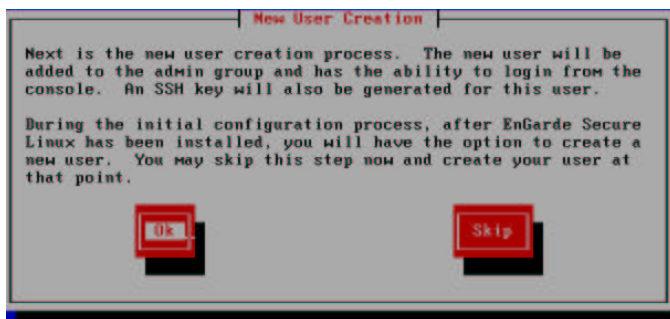 New User Creation
Next is the new user creation process.  The new user will be
added to the admin group and has the ability to login from the
console.  An SSH key will also be generated for this user.
During the initial configuration process, after EnGarde Secure
Linux has been installed, you will have the option to create a
new user.  You may skip this step now and create your user at
that point.
Ok
Skip